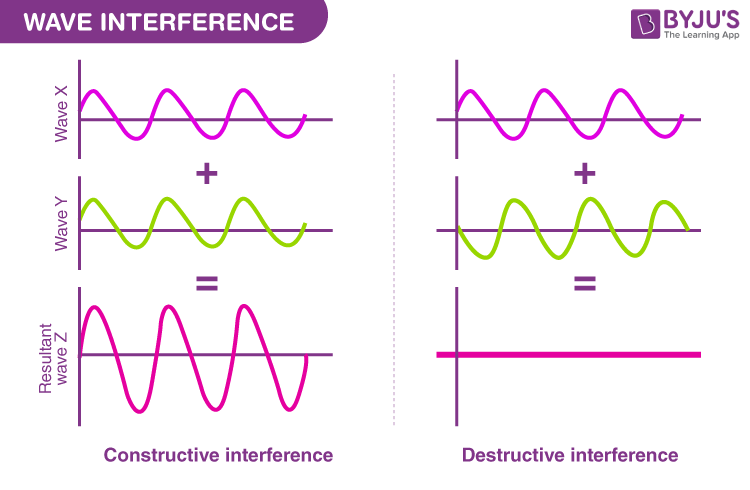 WAVE INTERFERENCE
BYJU'S
The Learning App
Wave X
+
+
Wave Y
=
=
Resultant
wave Z
Constructive interference
Destructive interference